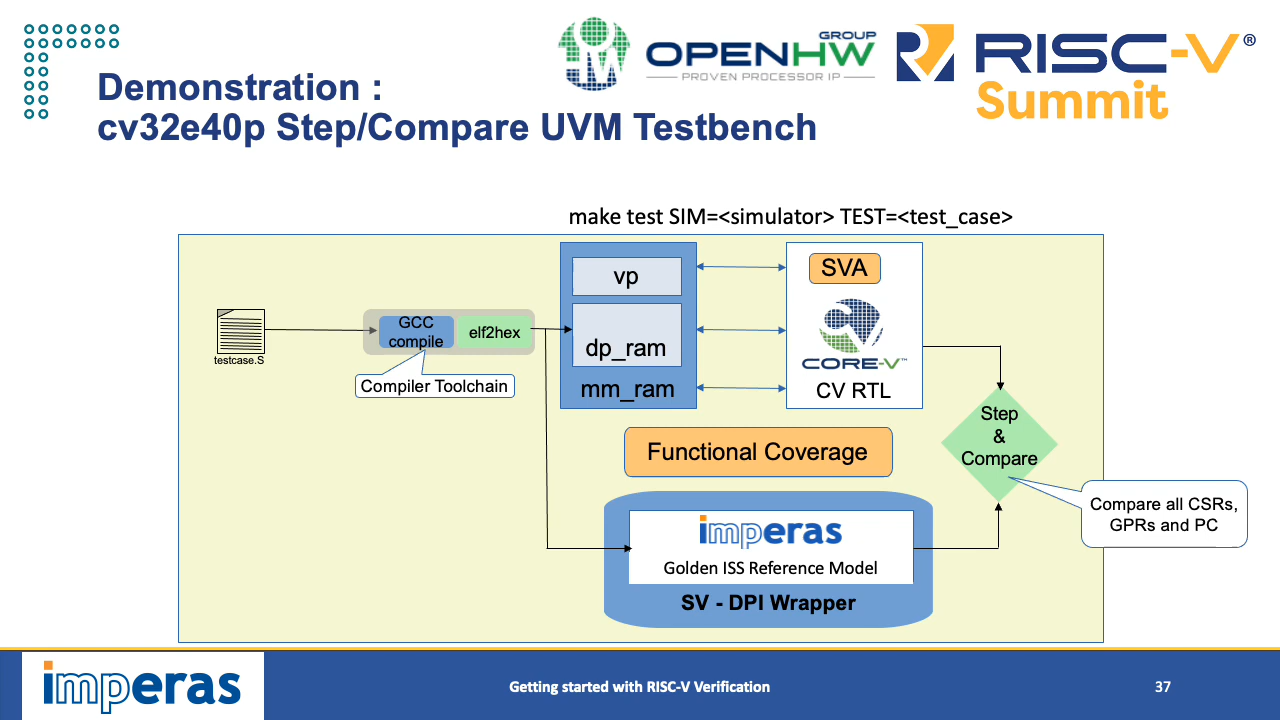 GROUP
OPENHW
PROVEN PROCESSOR IP
RISC-V®
Summit
Demonstration :
cv32e40p Step/Compare UVM Testbench
make test SIM=<simulator> TEST=<test_case>
testcase.S
GCC
compile
elf2hex
Compiler Toolchain
vp
dp_ram
mm_ram
SVA
CORE-V™
CV RTL
Step
&
Compare
Functional Coverage
Compare all CSRs,
GPRs and PC
imperas
Golden ISS Reference Model
SV - DPI Wrapper
imperas
Getting started with RISC-V Verification
37